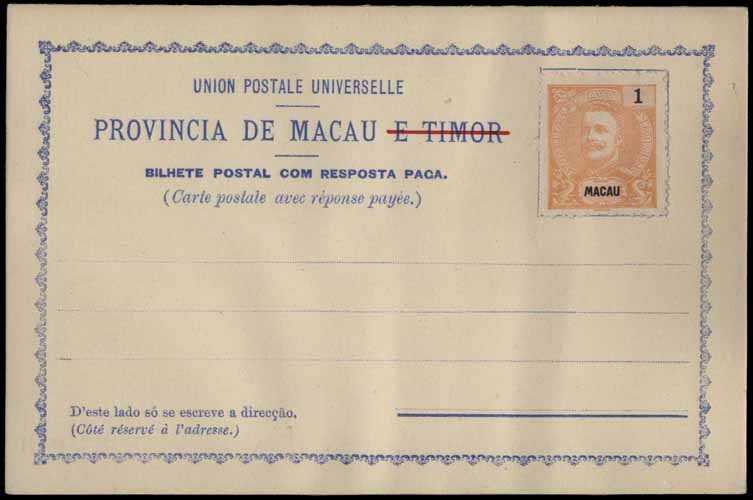 UNION POSTALE UNIVERSELLE
PROVINCIA DE MACAU E TIMOR
BILHETE POSTAL COM RESPOSTA PAGA.
(Carte postale avec réponse payée.)
1
MACAU
D'este lado só se escreve a direcção.
(Côté réservé à l'adresse.)